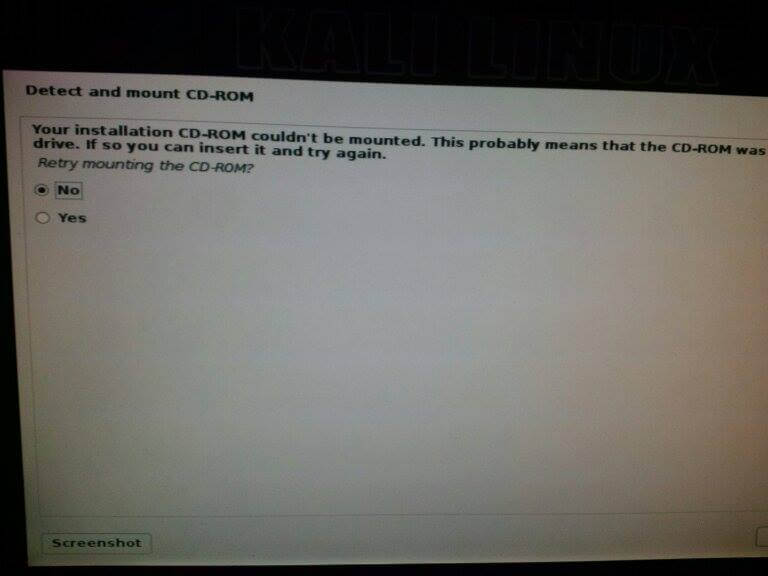 KALI LINUX
Detect and mount CD-ROM
Your installation CD-ROM couldn't be mounted. This probably means that the CD-ROM was
drive. If so you can insert it and try again.
Retry mounting the CD-ROM?
No
Yes
Screenshot